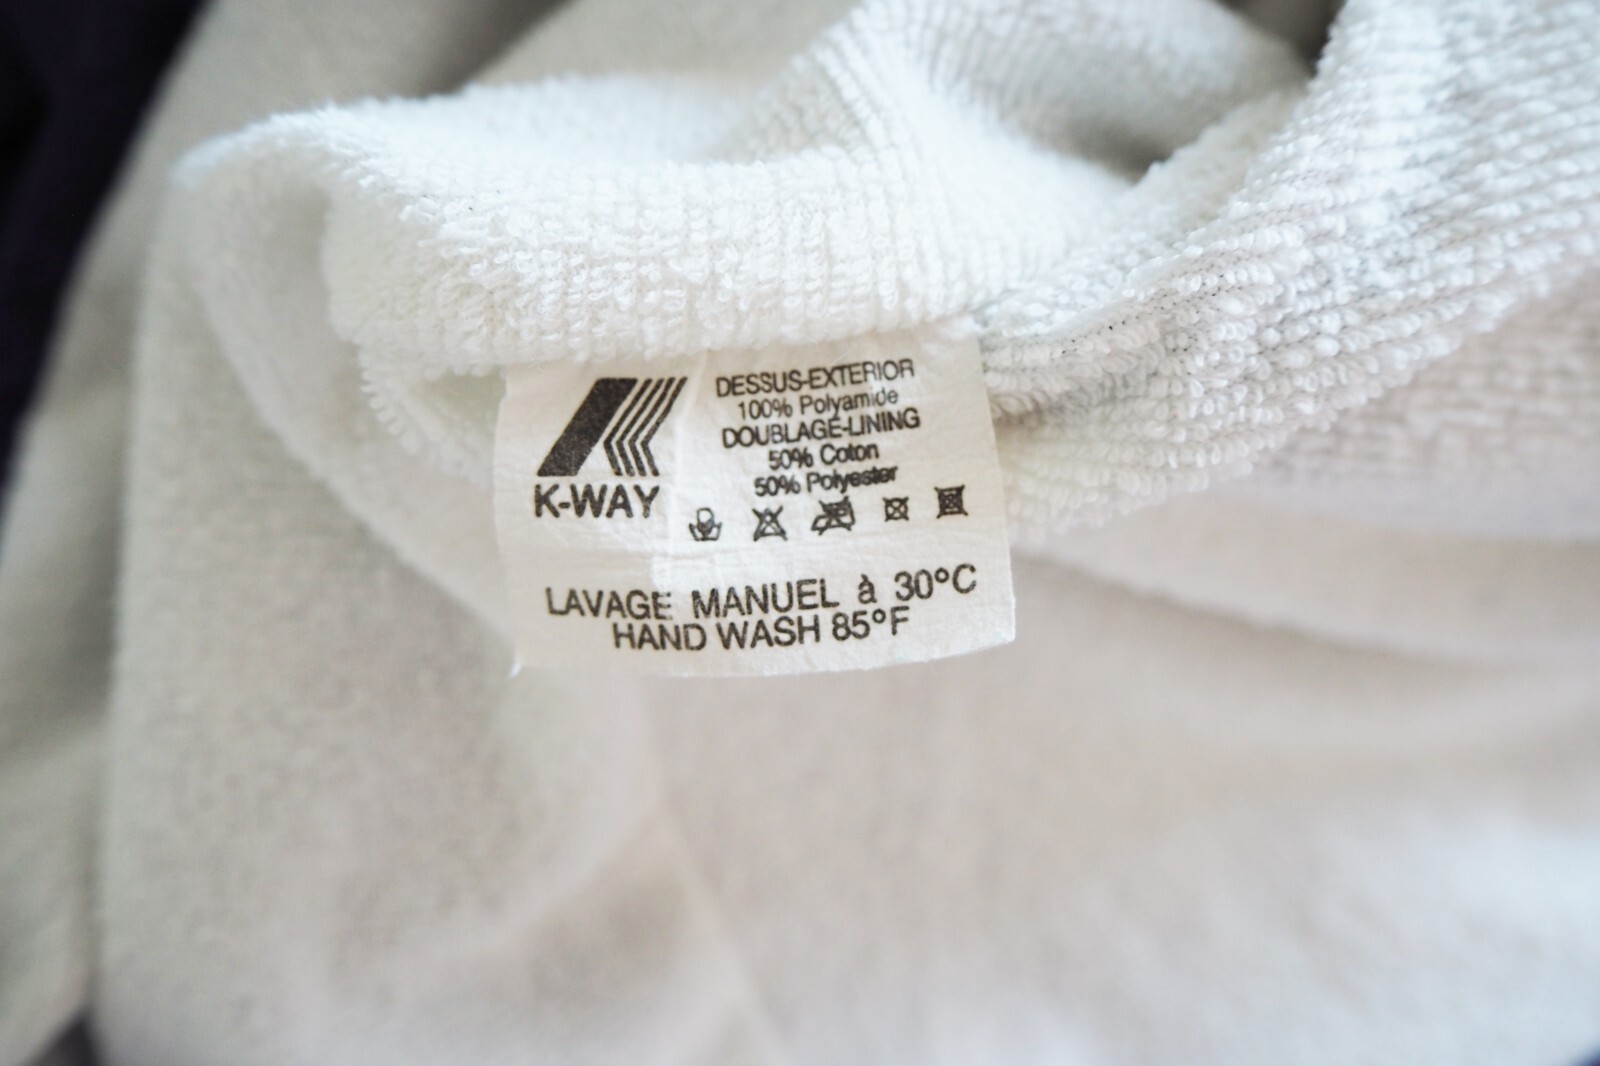 K-WAY
DESSUS-EXTERIOR
100% Polyamide
DOUBLAGE-LINING
50% Coton
50% Polyester
LAVAGE MANUEL à 30°C
HAND WASH 85°F